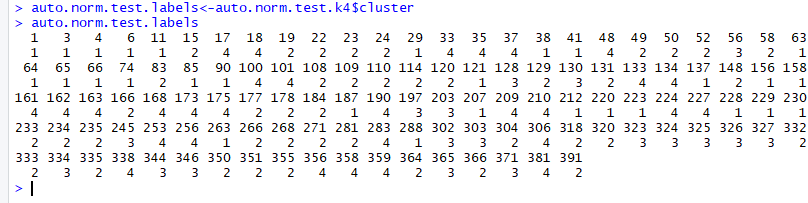 > auto.norm.test.labels<-auto.norm.test.k4$cluster
> auto.norm.test.labels
1 3 4 6 11 15 17 18 19 22 23 24 29 33 35 37 38 41 48 49 50 52 56 58 63
1 1 1 1 1 2 4 4 2 2 2 2 1 4 4 4 1 1 4 2 2 2 3 2 1
64 65 66 74 83 85 90 100 101 108 109 110 114 120 121 128 129 130 131 133 134 137 148 156 158
1 1 1 1 2 1 1 4 4 2 2 2 2 2 1 3 2 3 2 4 4 1 2 1 1
161 162 163 166 168 173 175 177 178 184 187 190 197 203 207 209 210 212 220 223 224 227 228 229 230
4 4 4 2 4 4 4 2 2 2 1 4 3 3 1 4 4 1 1 1 4 4 1 1 1
233 234 235 245 253 256 263 266 268 271 281 283 288 302 303 304 306 318 320 323 324 325 326 327 332
2 2 2 3 4 4 1 2 2 2 2 4 1 3 3 2 4 2 2 3 3 3 3 3 2
333 334 335 338 344 346 350 351 355 356 358 359 364 365 366 371 381 391
2 3 2 4 3 3 2 2 2 4 4 4 2 3 2 3 4 2
>